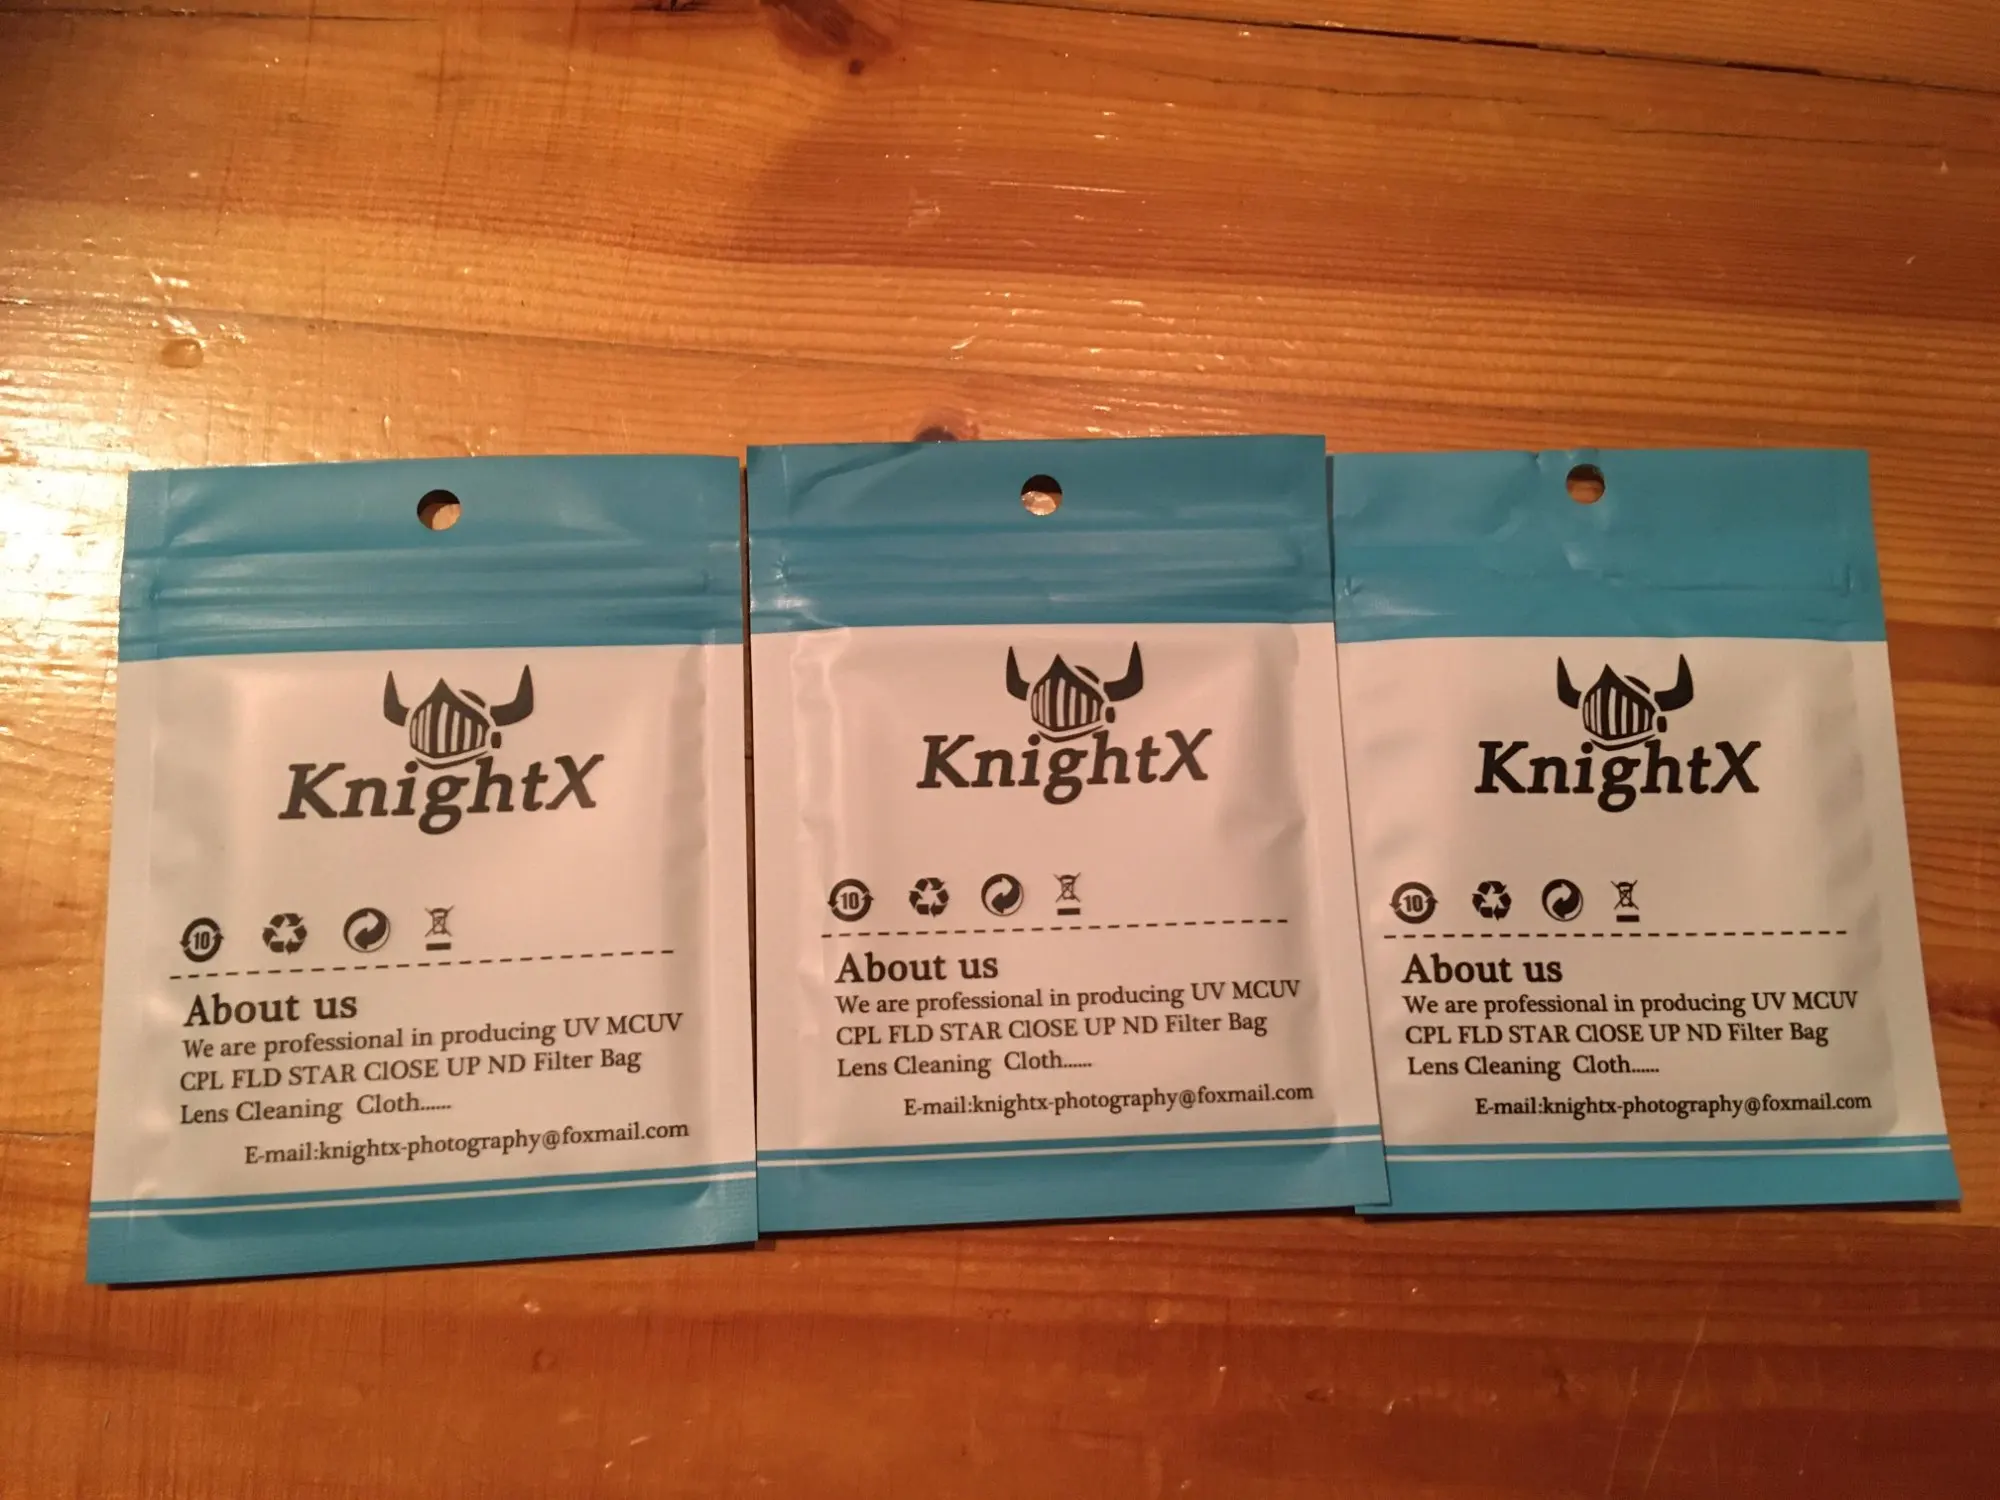 KnightX
10
About us
We are professional in producing UV MCUV
CPL FLD STAR ClOSE UP ND Filter Bag
Lens Cleaning Cloth......
E-mail:knightx-photography@foxmail.com
KnightX
10
About us
We are professional in producing UV MCUV
CPL FLD STAR ClOSE UP ND Filter Bag
Lens Cleaning Cloth......
E-mail:knightx-photography@foxmail.com
KnightX
10
About us
We are professional in producing UV MCUV
CPL FLD STAR ClOSE UP ND Filter Bag
Lens Cleaning Cloth......
E-mail:knightx-photography@foxmail.com